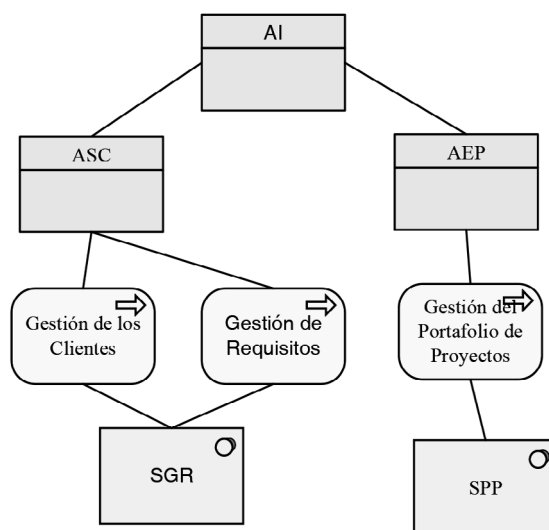 AI
ASC
AEP
Gestión de los
Clientes
Gestión de
Requisitos
Gestión del
Portafolio de
Proyectos
SGR
SPP